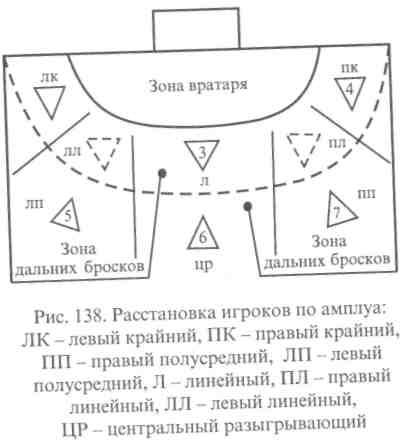 лк
пк
4
Зона вратаря
лл
3
пл
л
лп
5
6
7
пп
Зона
дальних бросков
цр
Зона
дальних бросков
Рис. 138. Расстановка игроков по амплуа:
ЛК – левый крайний, ПК – правый крайний,
ПП – правый полусредний, ЛП – левый
полусредний, Л – линейный, ПЛ – правый
линейный, ЛЛ – левый линейный,
ЦР – центральный разыгрывающий